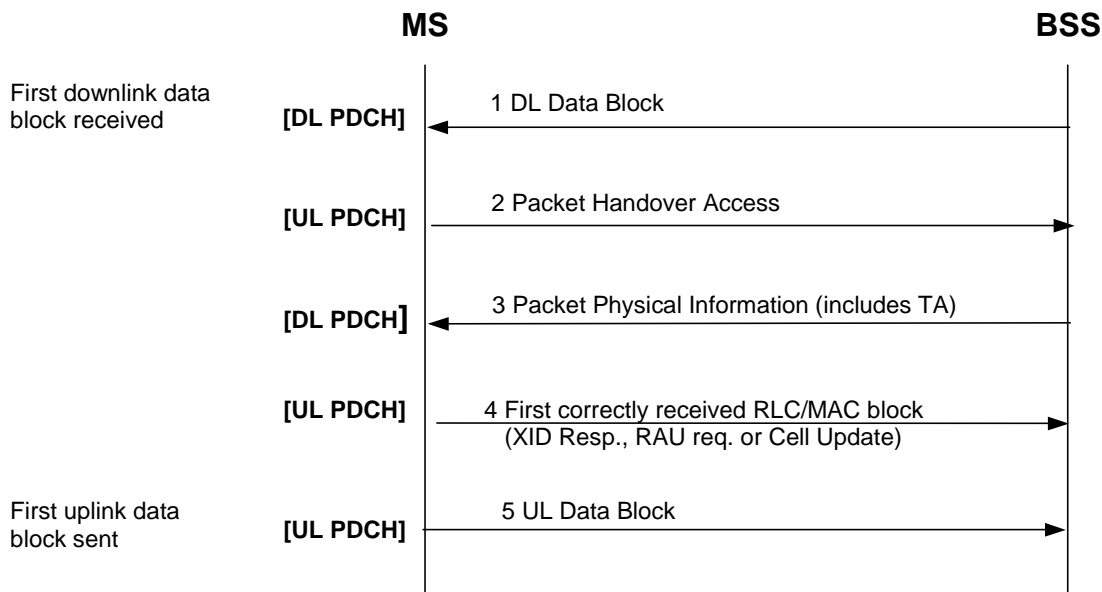 MS
BSS
First downlink data
block received
[DL PDCH]
1 DL Data Block
[UL PDCH]
2 Packet Handover Access
[DL PDCH]
3 Packet Physical Information (includes TA)
[UL PDCH]
4 First correctly received RLC/MAC block
(XID Resp., RAU req. or Cell Update)
First uplink data
block sent
[UL PDCH]
5 UL Data Block